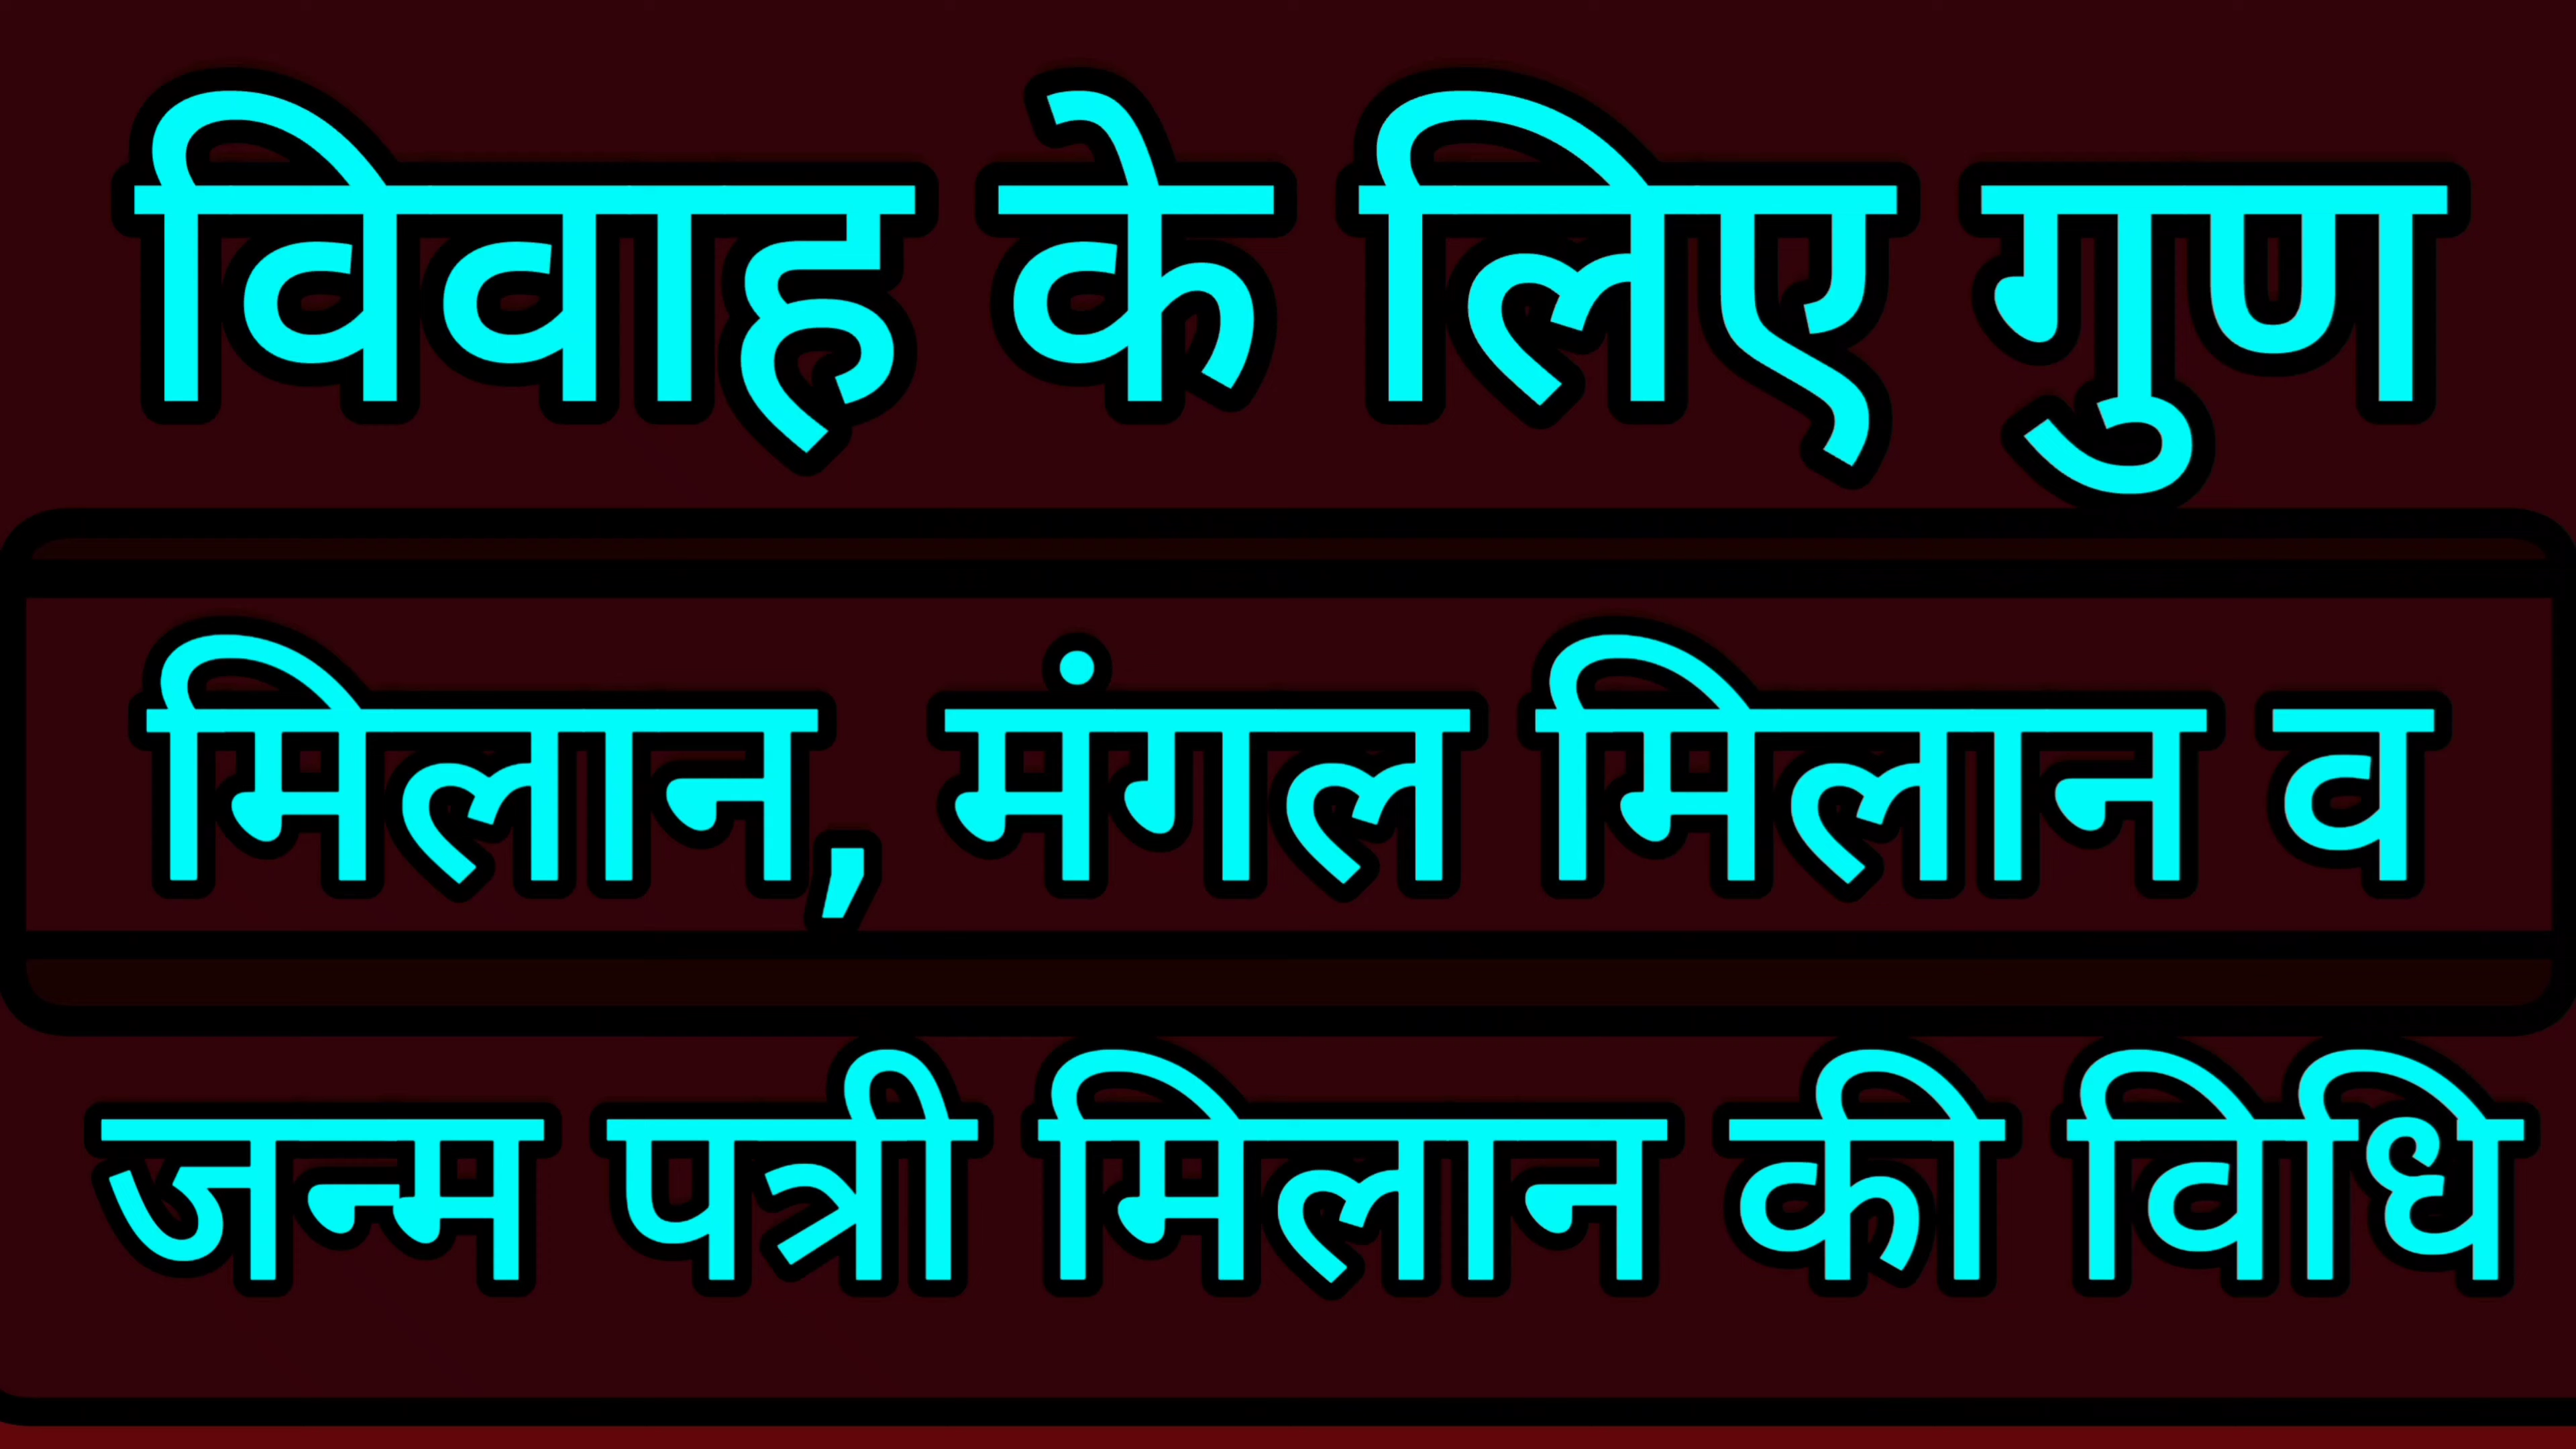 विवाह के लिए गुण
मिलान, मंगल मिलान व
जन्म पत्री मिलान की विधि